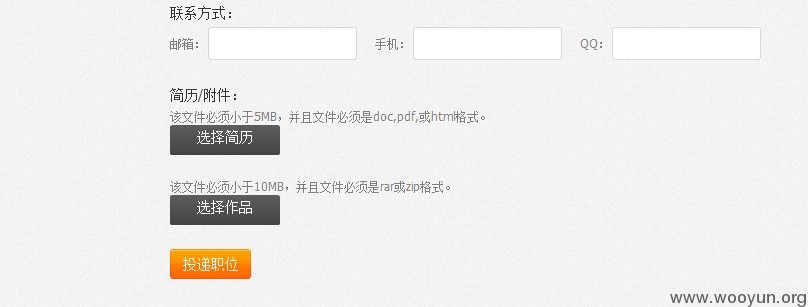 联系方式：
邮箱： 手机： QQ：
简历/附件：
该文件必须小于5MB，并且文件必须是doc,pdf,或html格式。
选择简历
该文件必须小于10MB，并且文件必须是rar或zip格式。
选择作品
投递职位
www.wooyun.org